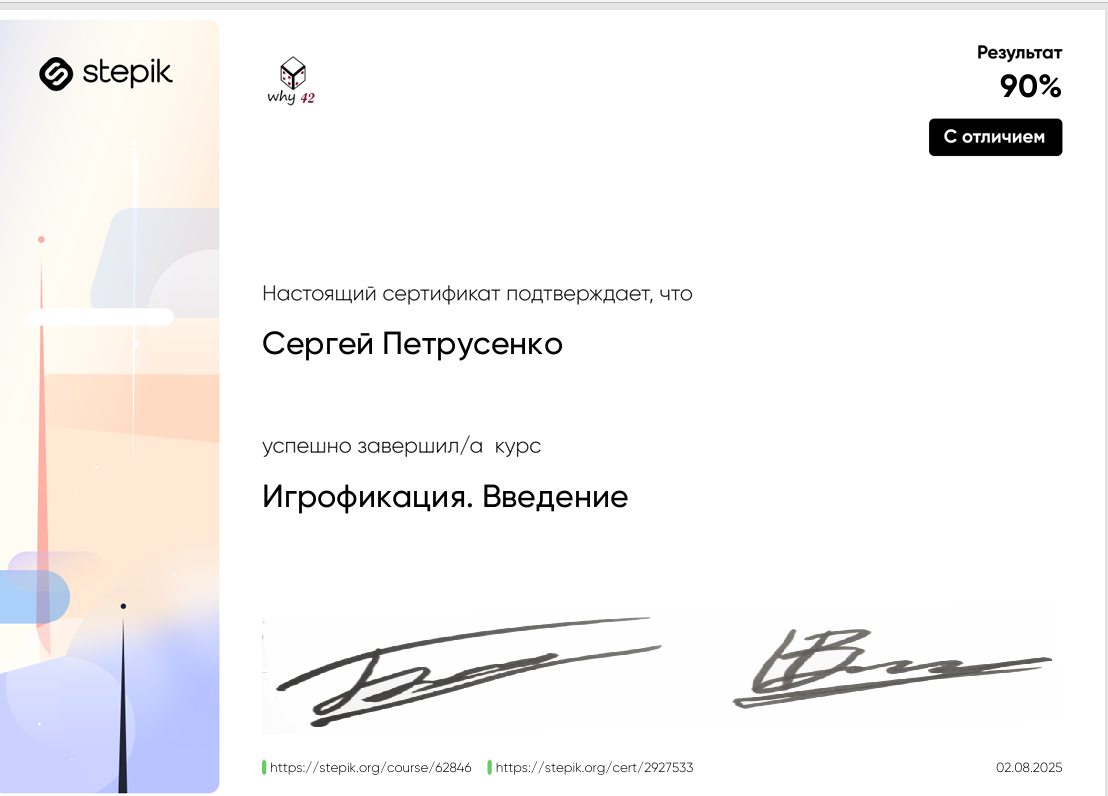 stepik
why 42
Результат
90%
С отличием
Настоящий сертификат подтверждает, что
Сергей Петрусенко
успешно завершил/а курс
Игрофикация. Введение
https://stepik.org/course/62846 https://stepik.org/cert/2927533 02.08.2025